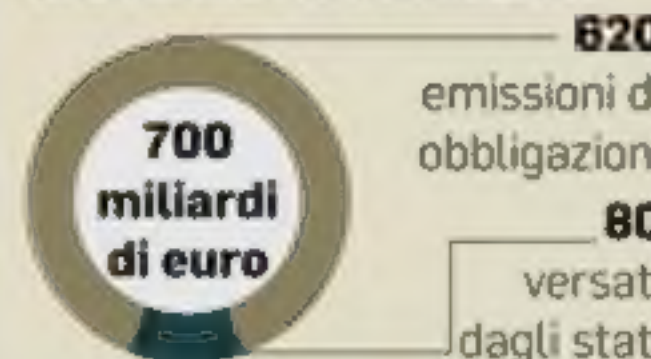 700
miliardi
di euro
620
emissioni d
obbligazion
80
versat
dagli stat